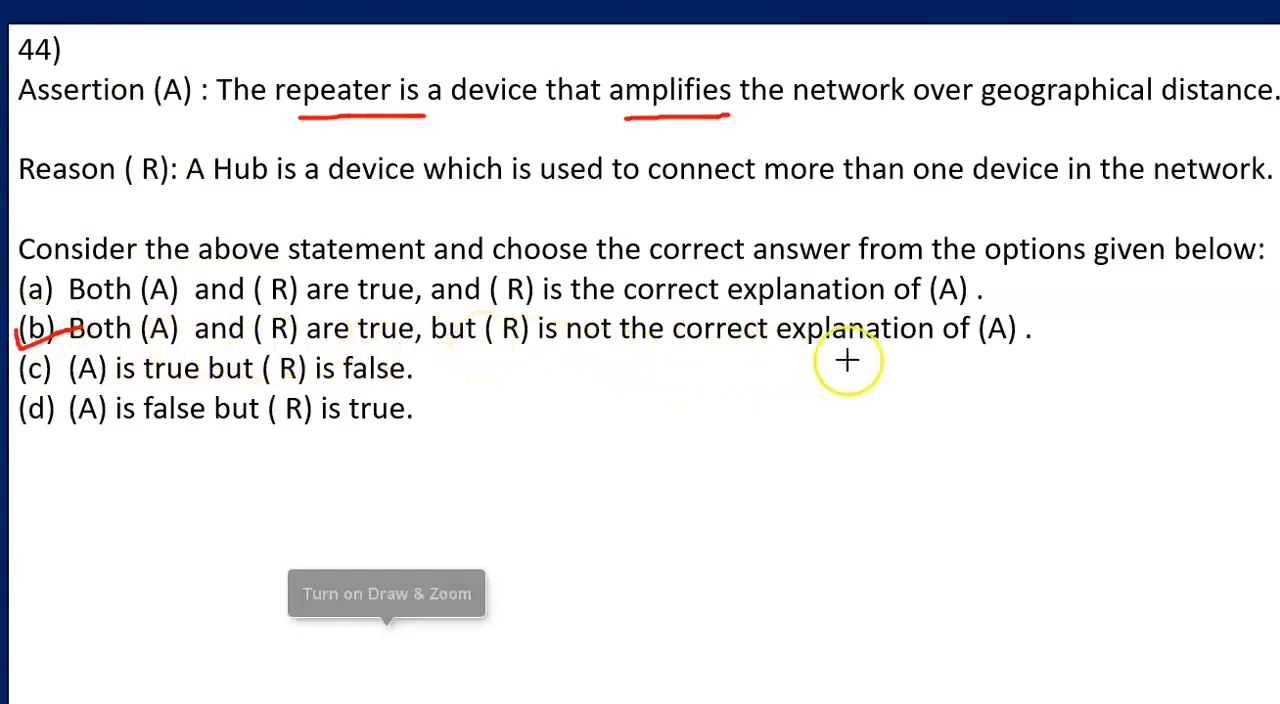 44)
Assertion (A) : The repeater is a device that amplifies the network over geographical distance.
Reason ( R): A Hub is a device which is used to connect more than one device in the network.
Consider the above statement and choose the correct answer from the options given below:
(a) Both (A) and ( R) are true, and ( R) is the correct explanation of (A) .
(b) Both (A) and ( R) are true, but ( R) is not the correct explanation of (A) .
(c) (A) is true but ( R) is false.
(d) (A) is false but ( R) is true.
Turn on Draw & Zoom